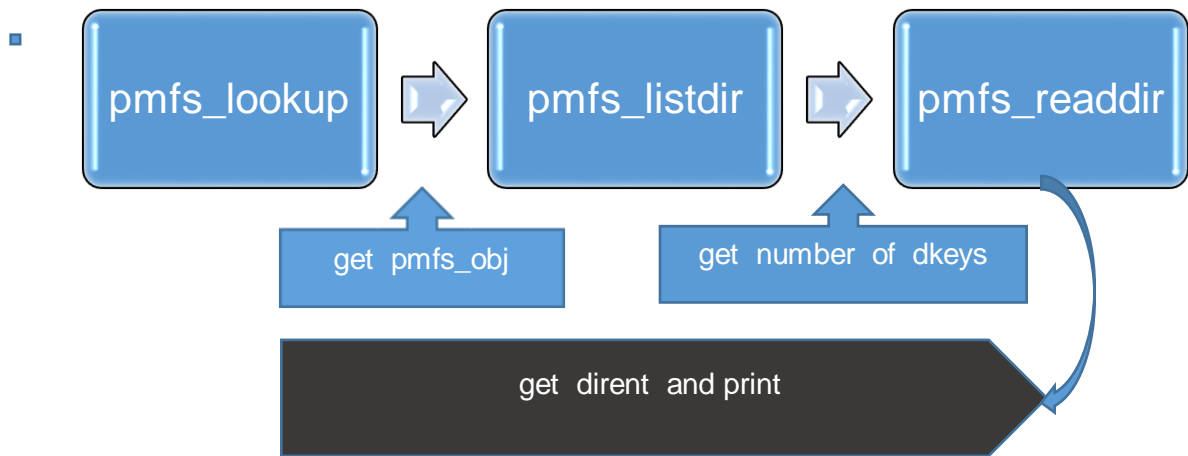 pmfs_lookup
pmfs_listdir
pmfs_readdir
get pmfs_obj
get number of dkeys
get dirent and print